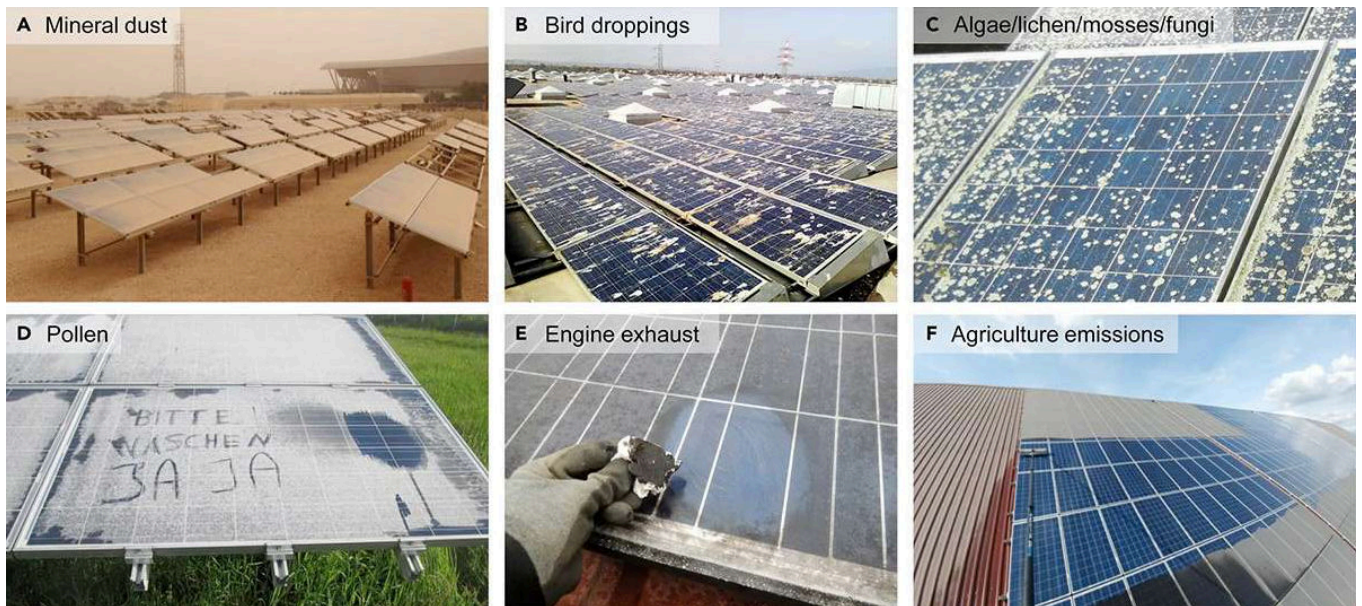 A Mineral dust
B Bird droppings
C Algae/lichen/mosses/fungi
D Pollen
BITTE!
WASCHEN
JA JA
E Engine exhaust
F Agriculture emissions